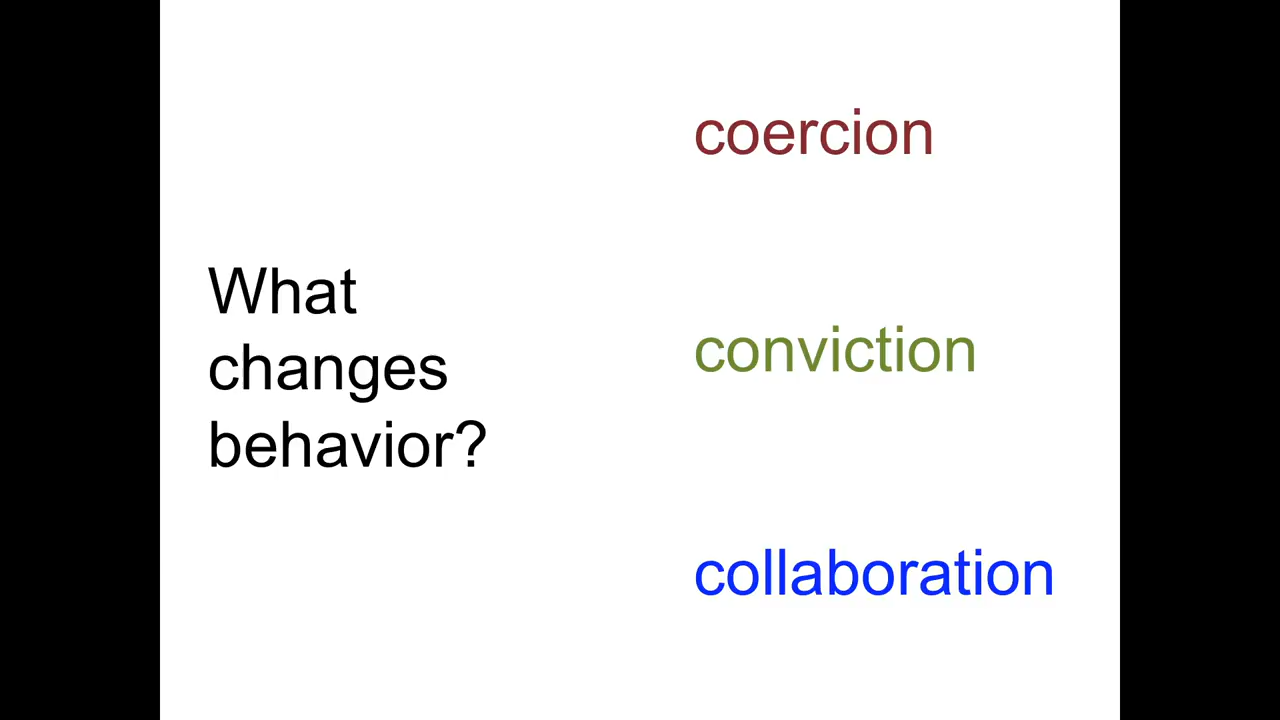 What
changes
behavior?
coercion
conviction
collaboration